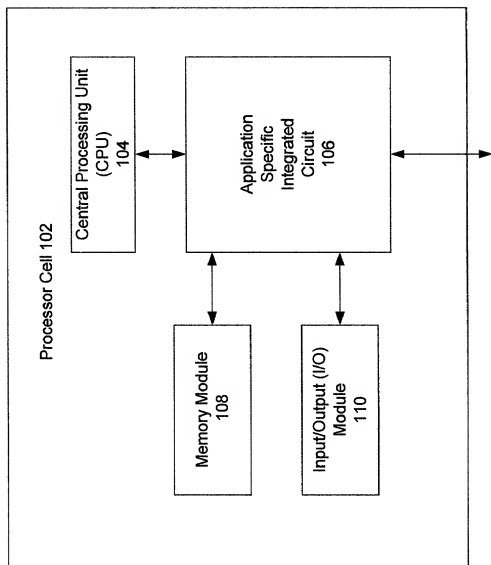 Processor Cell 102
Central Processing Unit
(CPU)
104
Application
Specific
Integrated
Circuit
106
Memory Module
108
Input/Output (I/O)
Module
110